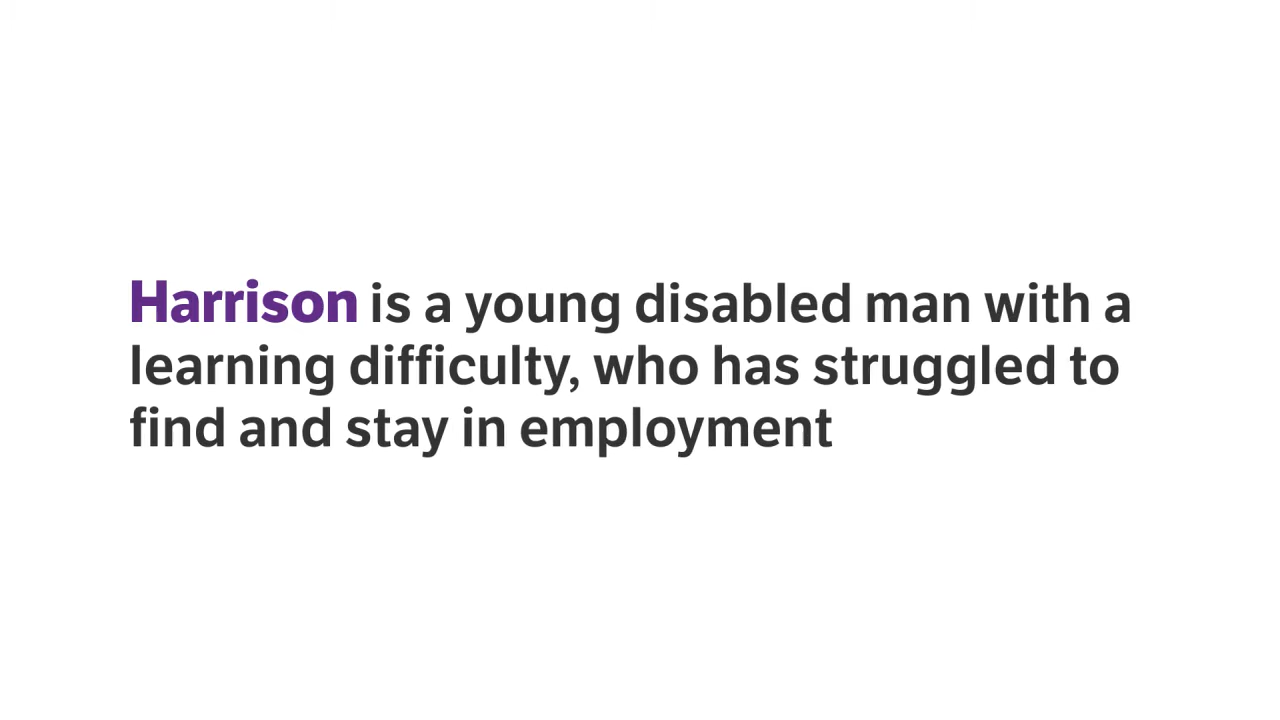 Harrison is a young disabled man with a
learning difficulty, who has struggled to
find and stay in employment